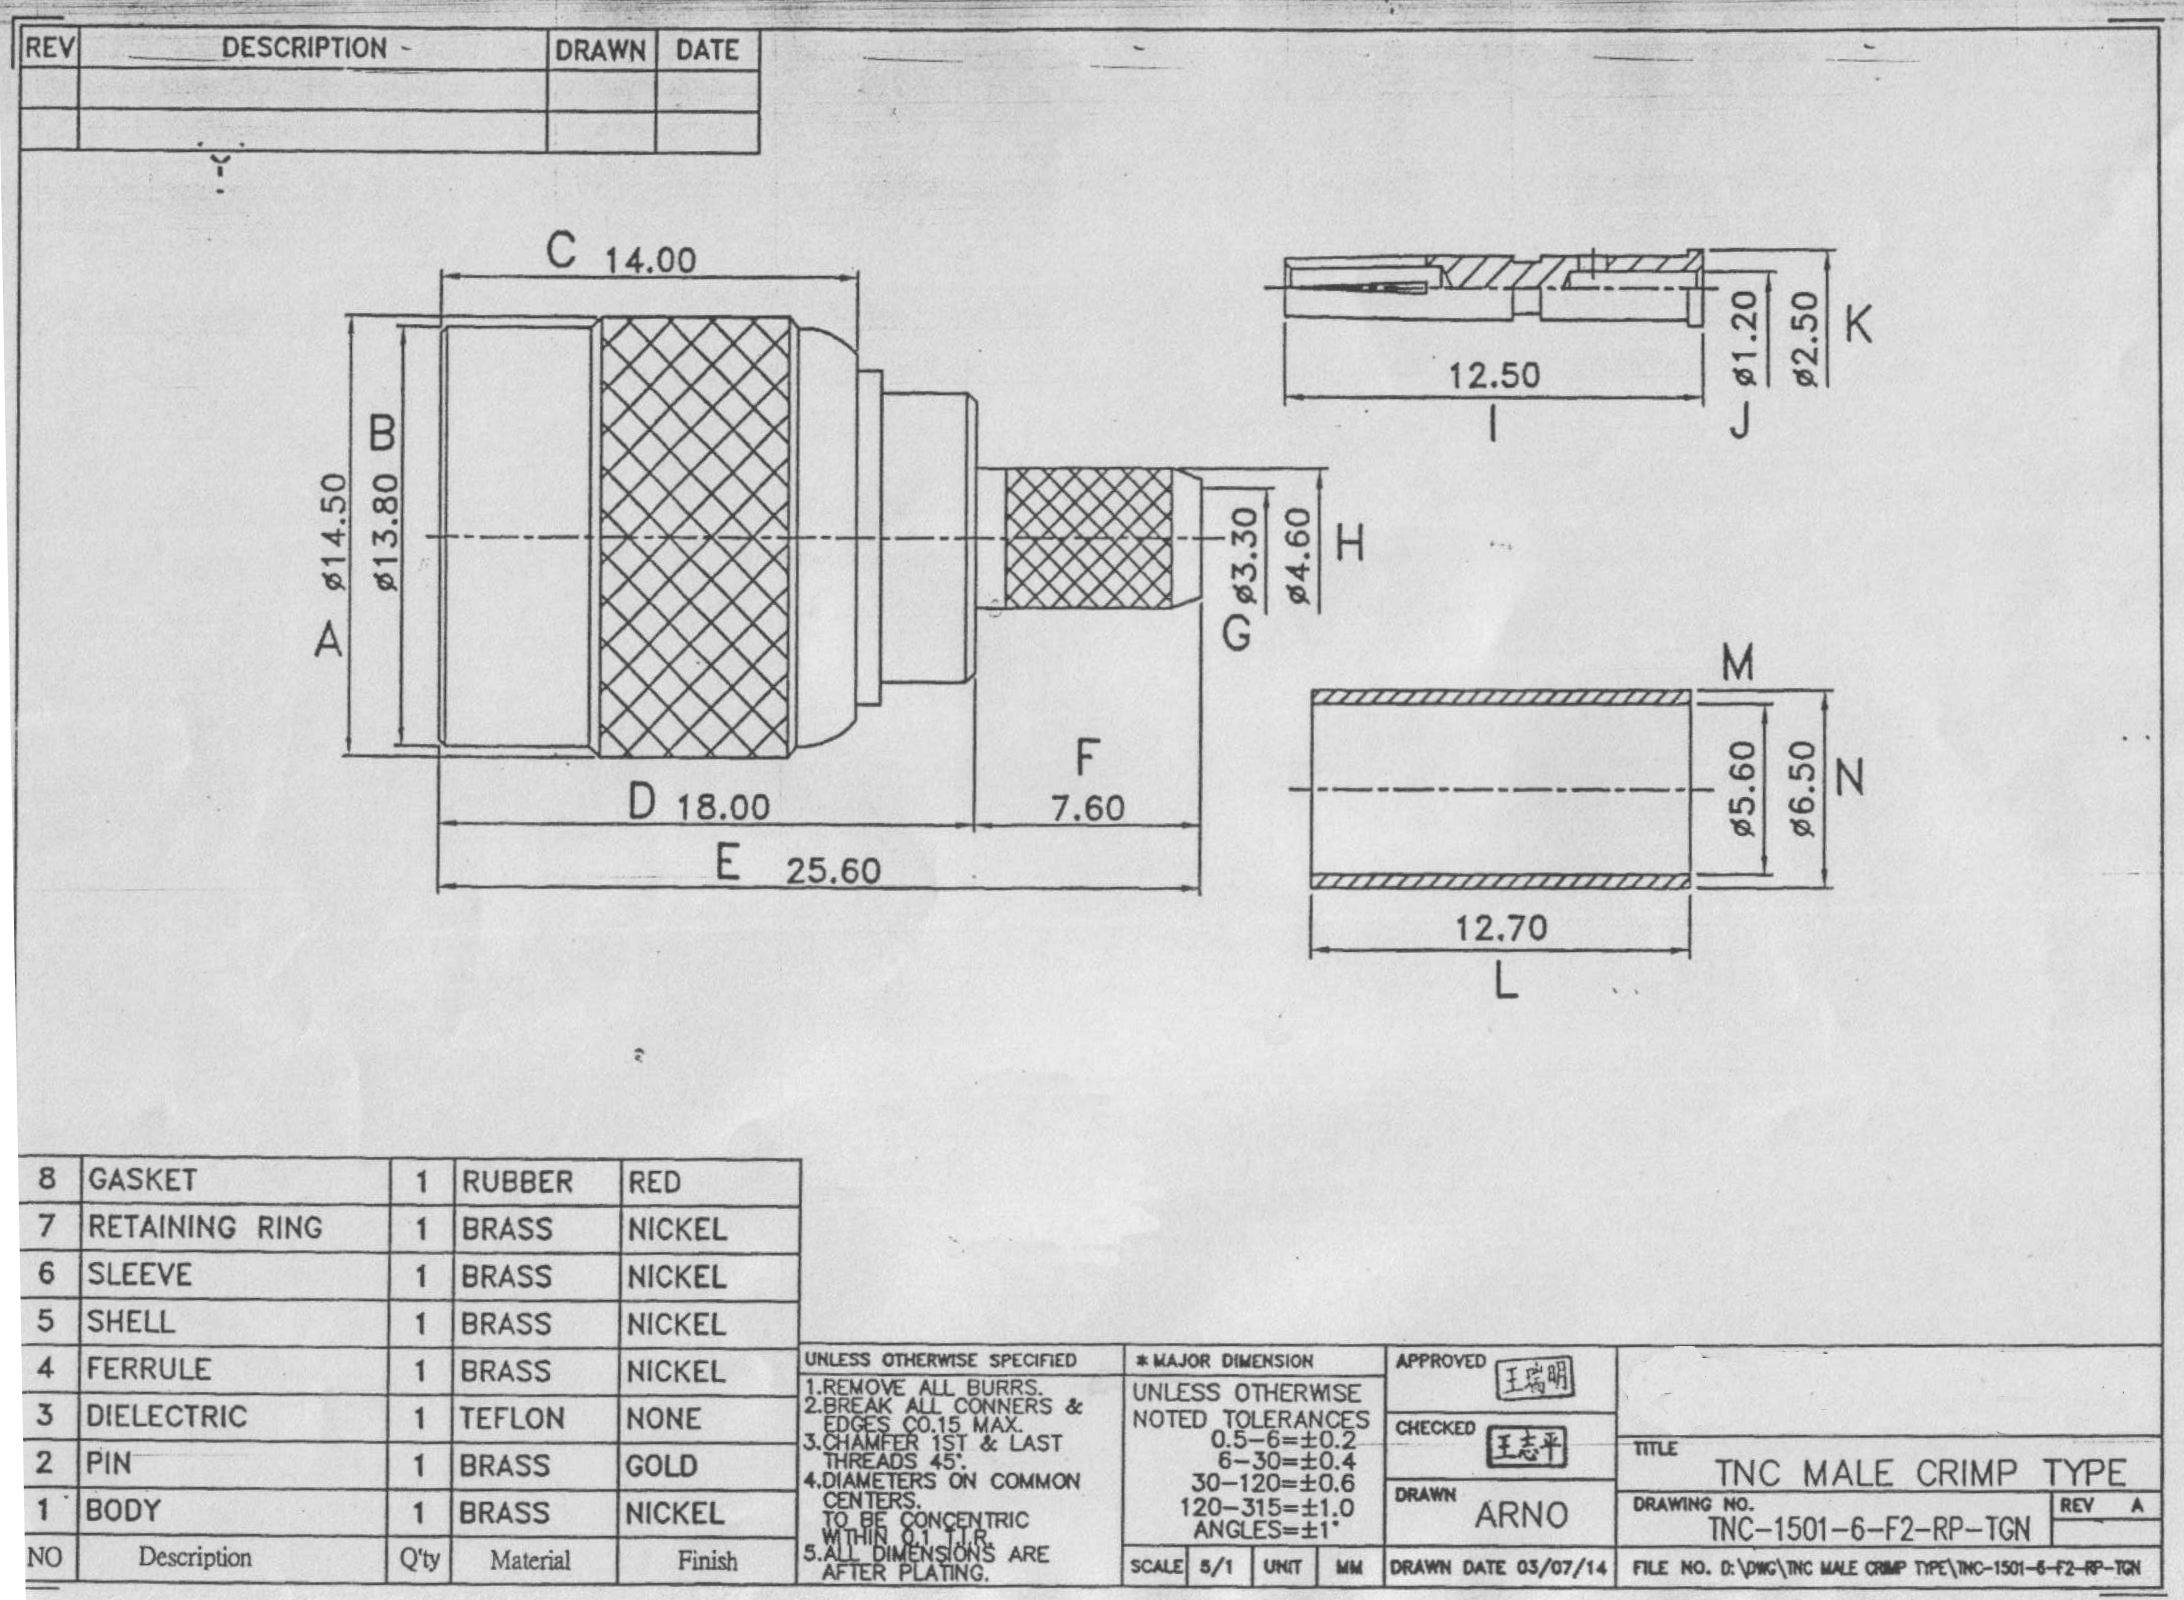 REV DESCRIPTION DRAWN DATE
C 14.00
A ø14.50
B ø13.80
D 18.00
E 25.60
F
7.60
G ø3.30
ø4.60 H
12.50
I
ø1.20
J
ø2.50 K
M
ø5.60
ø6.50 N
12.70
L
8 GASKET 1 RUBBER RED
7 RETAINING RING 1 BRASS NICKEL
6 SLEEVE 1 BRASS NICKEL
5 SHELL 1 BRASS NICKEL
4 FERRULE 1 BRASS NICKEL
3 DIELECTRIC 1 TEFLON NONE
2 PIN 1 BRASS GOLD
1 BODY 1 BRASS NICKEL
NO Description Q'ty Material Finish
UNLESS OTHERWISE SPECIFIED
1.REMOVE ALL BURRS.
2.BREAK ALL CONNERS &
EDGES C0.15 MAX.
3.CHAMFER 1ST & LAST
THREADS 45°.
4.DIAMETERS ON COMMON
CENTERS.
TO BE CONCENTRIC
WITHIN 0.1 T.I.R.
5.ALL DIMENSIONS ARE
AFTER PLATING.
* MAJOR DIMENSION
UNLESS OTHERWISE
NOTED TOLERANCES
0.5-6=±0.2
6-30=±0.4
30-120=±0.6
120-315=±1.0
ANGLES=±1°
SCALE 5/1 UNIT MM
APPROVED 王瑞明
CHECKED 王志平
DRAWN ARNO
DRAWN DATE 03/07/14
TITLE
TNC MALE CRIMP TYPE
DRAWING NO.
TNC-1501-6-F2-RP-TGN
REV A
FILE NO. D:\DWG\TNC MALE CRIMP TYPE\TNC-1501-6-F2-RP-TGN